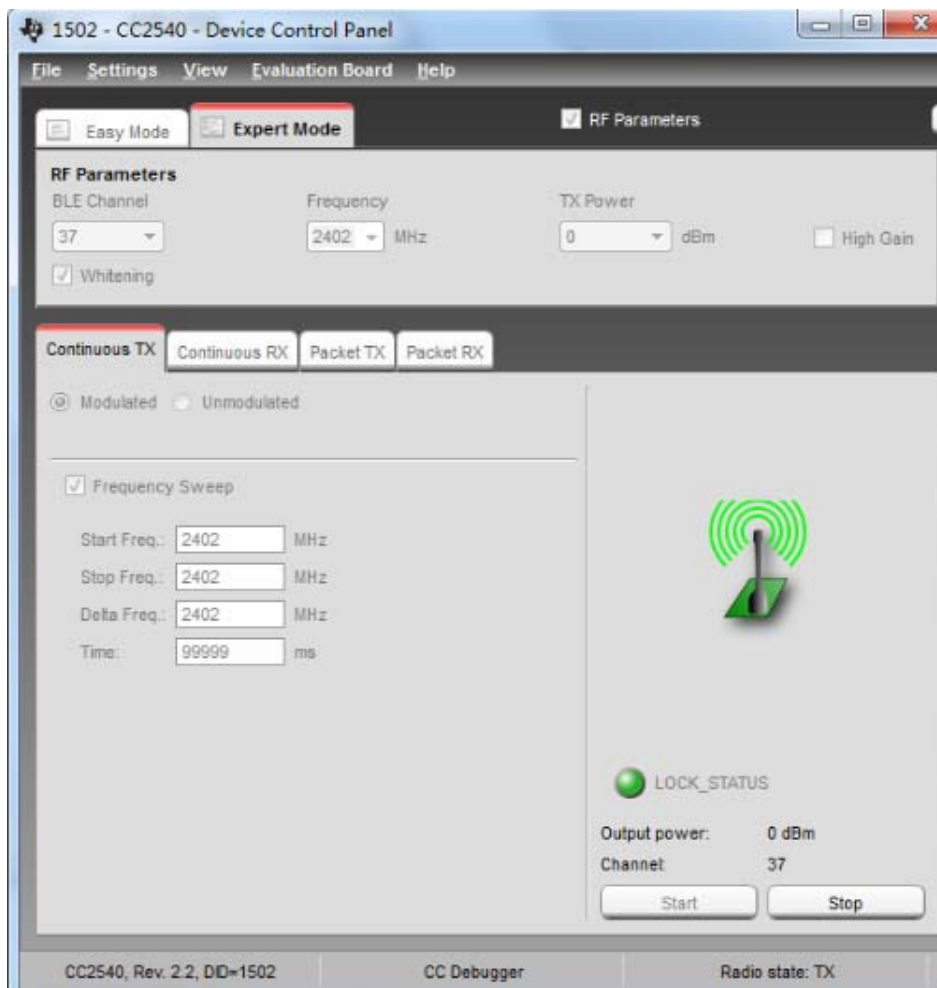 1502 - CC2540 - Device Control Panel
File Settings View Evaluation Board Help
Easy Mode Expert Mode RF Parameters
RF Parameters
BLE Channel Frequency TX Power
37 2402 MHz 0 dBm High Gain
Whitening
Continuous TX Continuous RX Packet TX Packet RX
Modulated Unmodulated
Frequency Sweep
Start Freq.: 2402 MHz
Stop Freq.: 2402 MHz
Delta Freq.: 2402 MHz
Time: 99999 ms
LOCK_STATUS
Output power: 0 dBm
Channel: 37
Start Stop
CC2540, Rev. 2.2, DID=1502 CC Debugger Radio state: TX